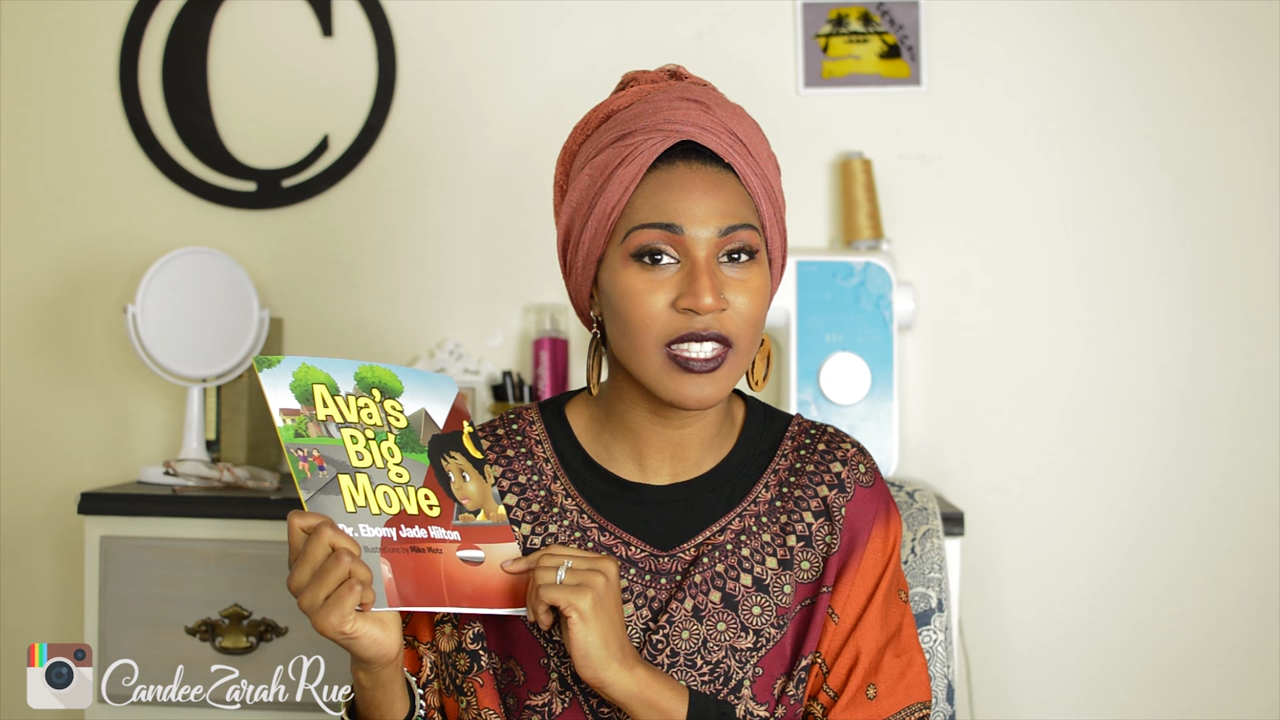 C
Ava's
Big
Move
Dr. Ebony Jade Hilton
Illustrations by Mike Motz
CandeeZarahRue